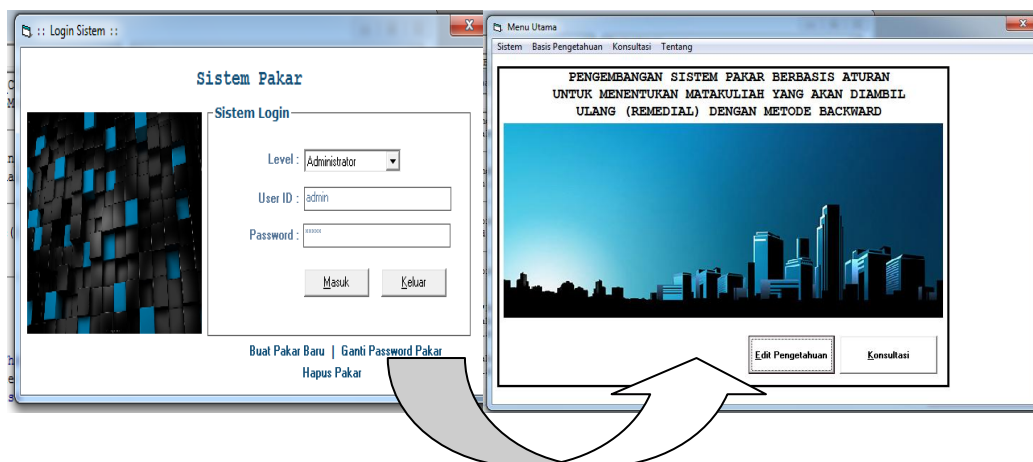 :: Login Sistem ::
Sistem Pakar
Sistem Login
Level : Administrator
User ID : admin
Password : xxxxx
Masuk Keluar
Buat Pakar Baru | Ganti Password Pakar
Hapus Pakar
Menu Utama
Sistem Basis Pengetahuan Konsultasi Tentang
PENGEMBANGAN SISTEM PAKAR BERBASIS ATURAN
UNTUK MENENTUKAN MATAKULIAH YANG AKAN DIAMBIL
ULANG (REMEDIAL) DENGAN METODE BACKWARD
Edit Pengetahuan Konsultasi